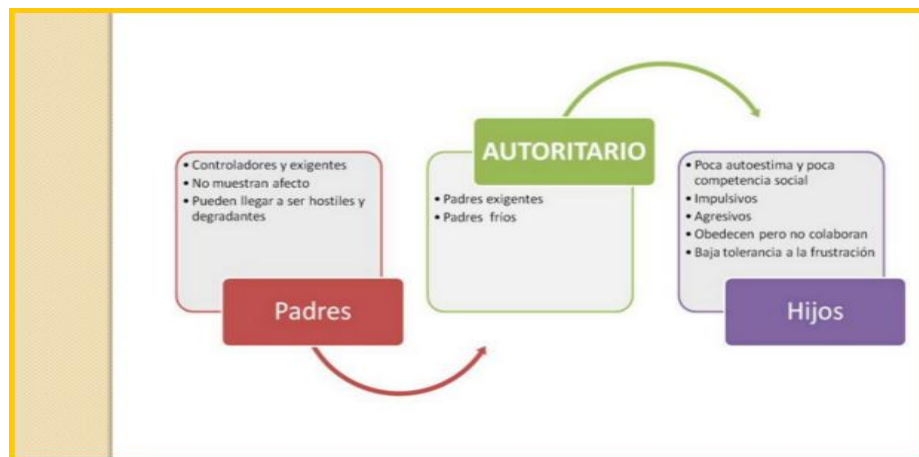 • Controladores y exigentes
• No muestran afecto
• Pueden llegar a ser hostiles y
degradantes
Padres
AUTORITARIO
• Padres exigentes
• Padres fríos
• Poca autoestima y poca
competencia social
• Impulsivos
• Agresivos
• Obedecen pero no colaboran
• Baja tolerancia a la frustración
Hijos